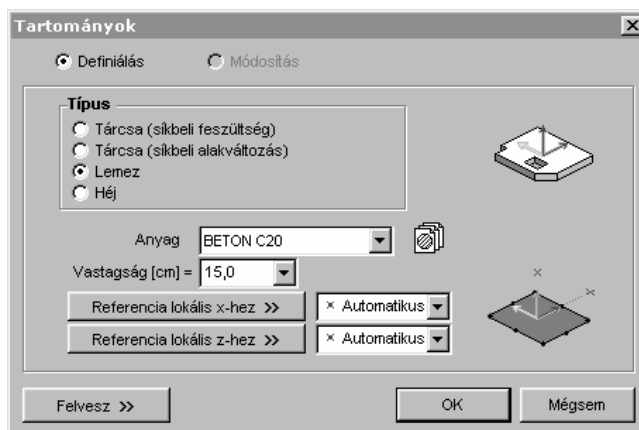 Tartományok
Definiálás Módosítás
Típus
Tárcsa (síkbeli feszültség)
Tárcsa (síkbeli alakváltozás)
Lemez
Héj
Anyag BETON C20
Vastagság [cm] = 15,0
Referencia lokális x-hez >> × Automatikus
Referencia lokális z-hez >> × Automatikus
Felvesz >> OK Mégsem